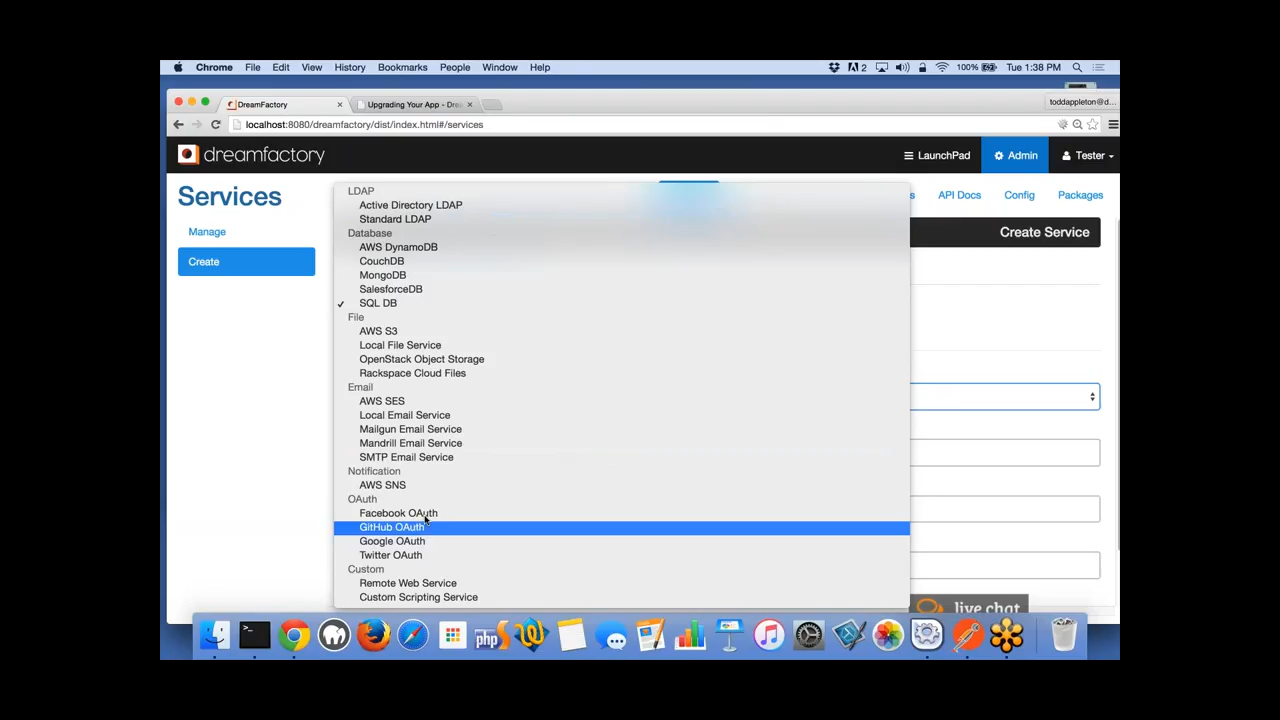 Chrome File Edit View History Bookmarks People Window Help 2 100% Tue 1:38 PM
DreamFactory Upgrading Your App - Dre toddappleton@d...
localhost:8080/dreamfactory/dist/index.html#/services
dreamfactory LaunchPad Admin Tester
Services
s API Docs Config Packages
Manage
Create
Create Service
LDAP
Active Directory LDAP
Standard LDAP
Database
AWS DynamoDB
CouchDB
MongoDB
SalesforceDB
✓ SQL DB
File
AWS S3
Local File Service
OpenStack Object Storage
Rackspace Cloud Files
Email
AWS SES
Local Email Service
Mailgun Email Service
Mandrill Email Service
SMTP Email Service
Notification
AWS SNS
OAuth
Facebook OAuth
GitHub OAuth
Google OAuth
Twitter OAuth
Custom
Remote Web Service
Custom Scripting Service
live chat
php